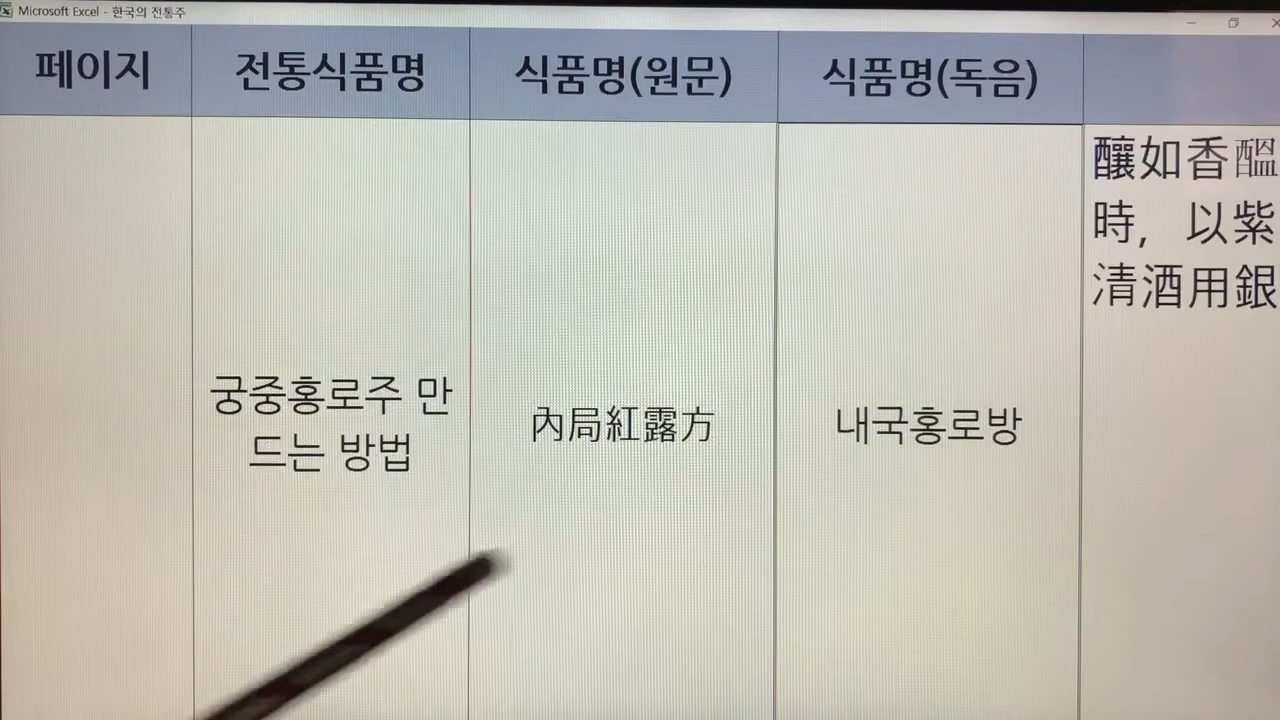 Microsoft Excel - 한국의 전통주
페이지
전통식품명
식품명(원문)
식품명(독음)
궁중홍로주 만
드는 방법
內局紅露方
내국홍로방
釀如香醞
時, 以紫
清酒用銀